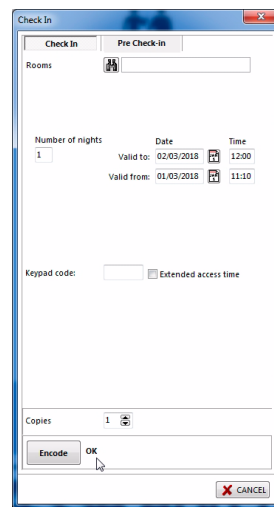 Check In
Check In Pre Check-in
Rooms
Number of nights Date Time
1 Valid to: 02/03/2018 12:00
Valid from: 01/03/2018 11:10
Keypad code: Extended access time
Copies 1
Encode OK
CANCEL